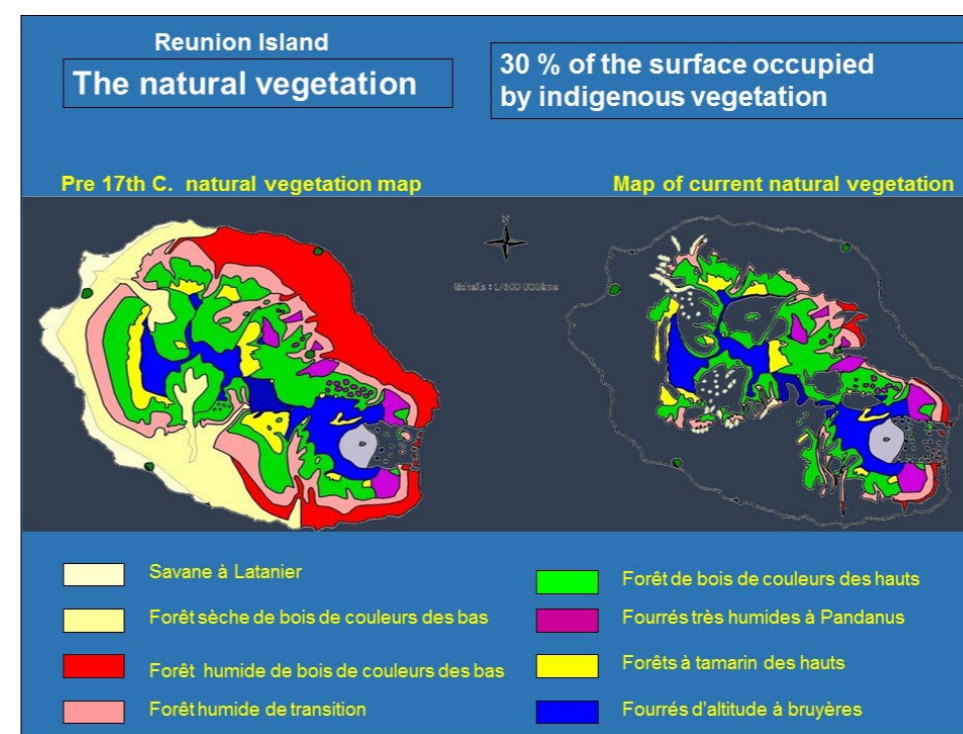 Reunion Island
The natural vegetation
30 % of the surface occupied
by indigenous vegetation
Pre 17th C. natural vegetation map
Map of current natural vegetation
N
Savane à Latanier
Forêt sèche de bois de couleurs des bas
Forêt humide de bois de couleurs des bas
Forêt humide de transition
Forêt de bois de couleurs des hauts
Fourrés très humides à Pandanus
Forêts à tamarin des hauts
Fourrés d'altitude à bruyères